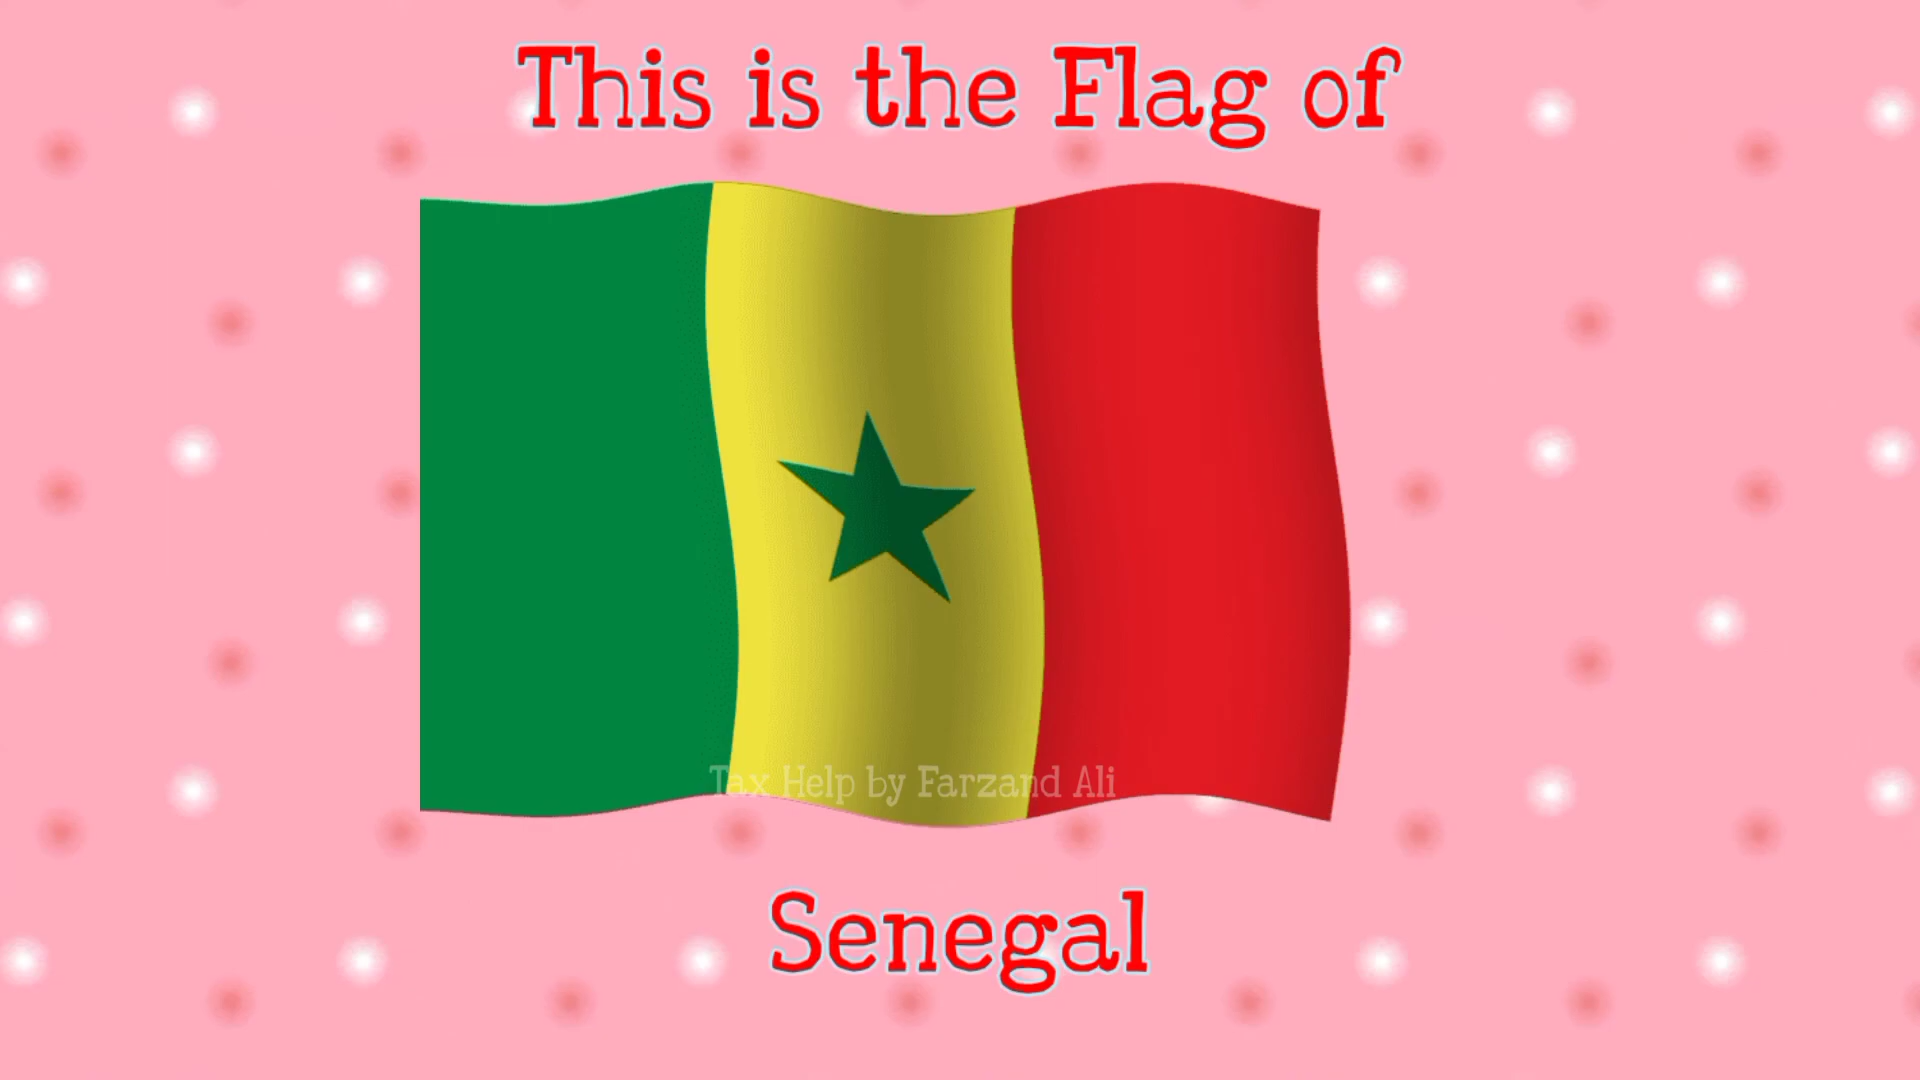 This is the Flag of
Tax Help by Farzand Ali
Senegal